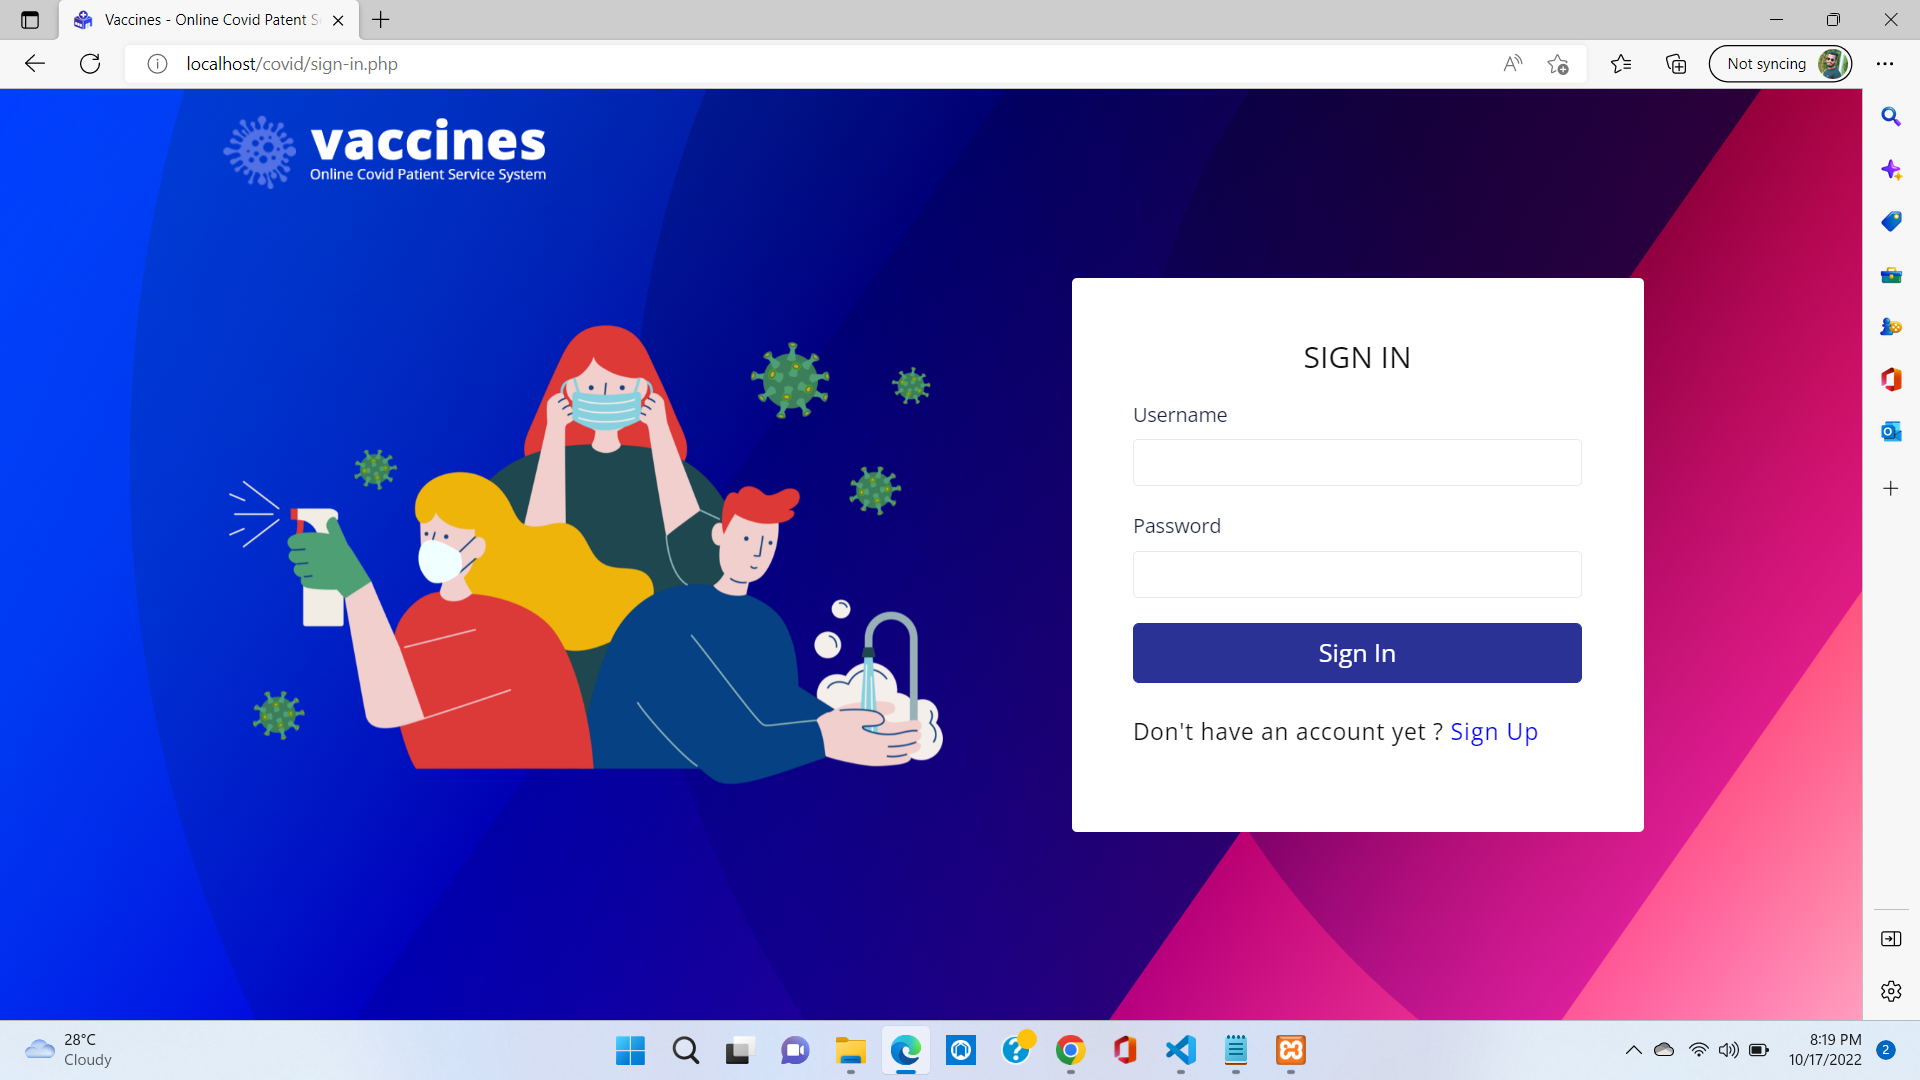 Vaccines - Online Covid Patent S
localhost/covid/sign-in.php
Not syncing
vaccines
Online Covid Patient Service System
SIGN IN
Username
Password
Sign In
Don't have an account yet ? Sign Up
28°C
Cloudy
8:19 PM
10/17/2022
2